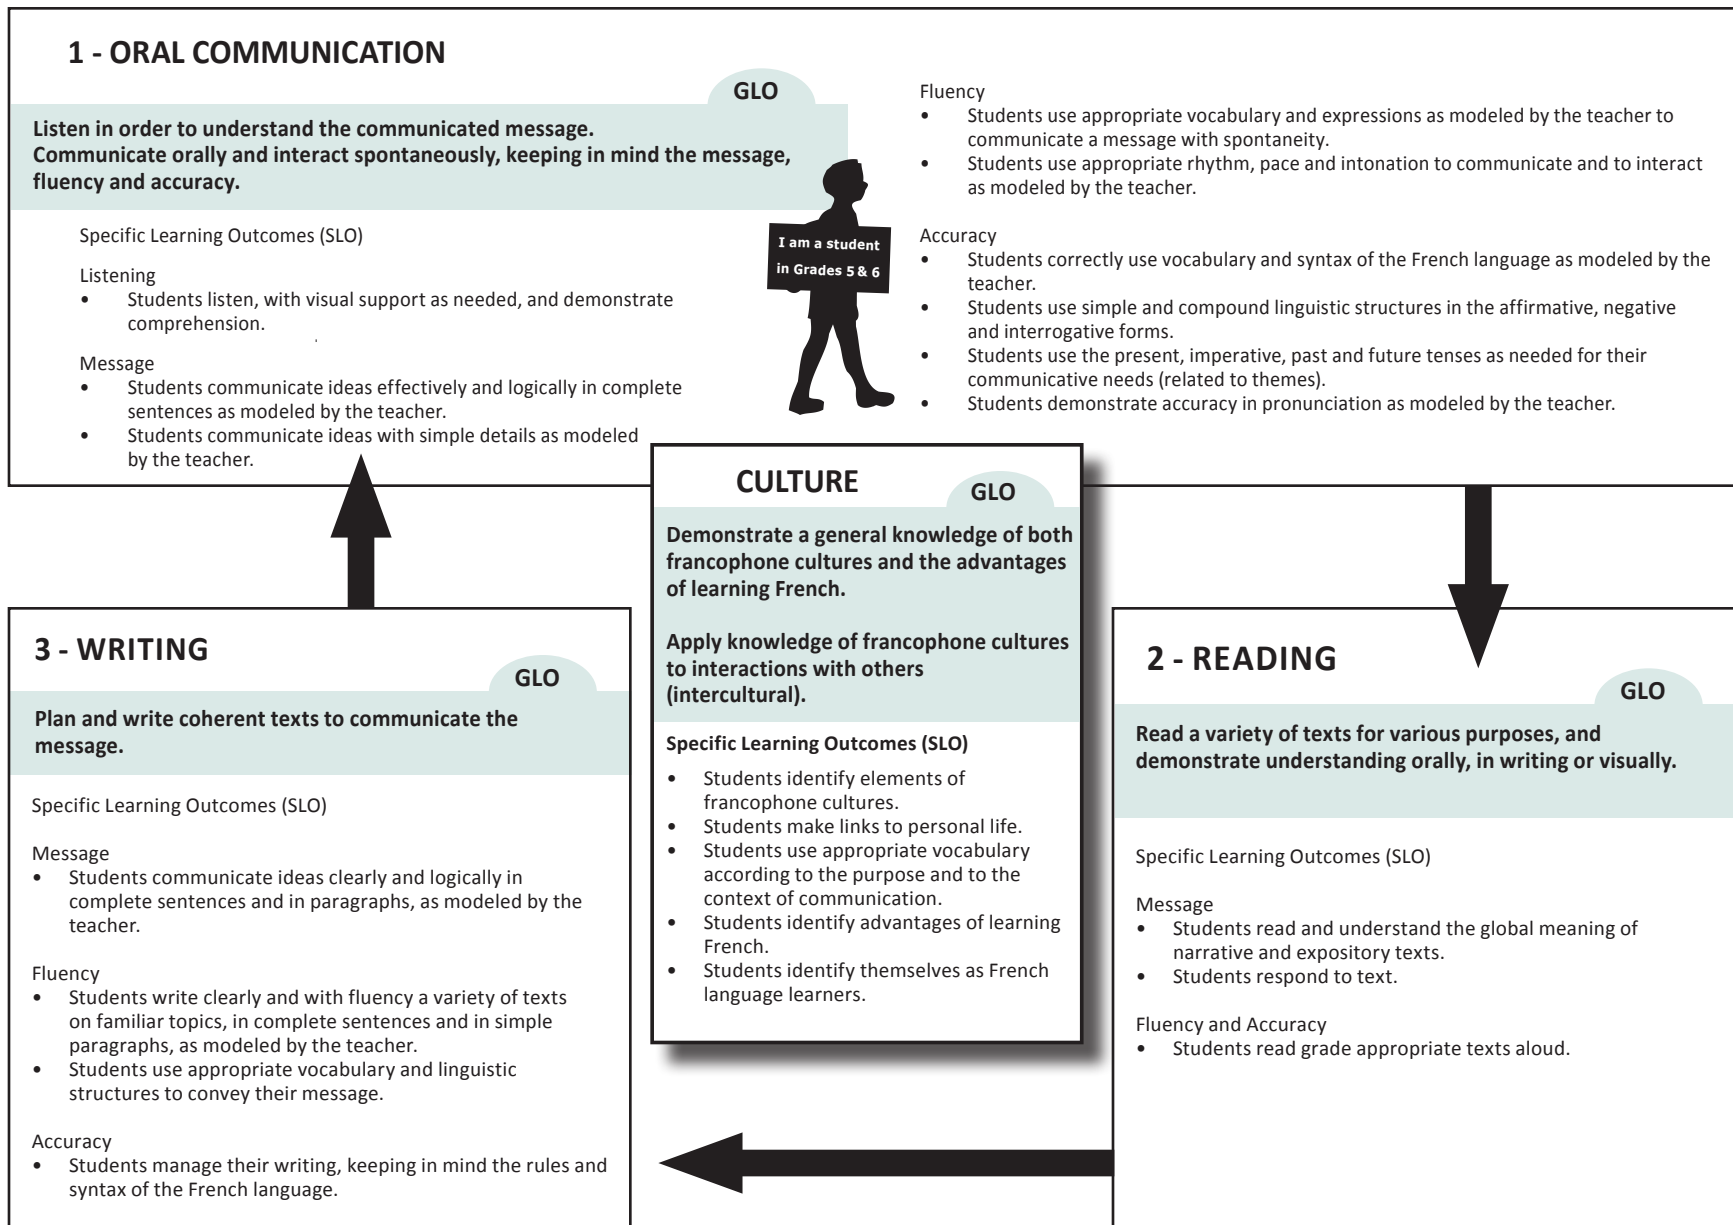 1 - ORAL COMMUNICATION
GLO
Listen in order to understand the communicated message.
Communicate orally and interact spontaneously, keeping in mind the message,
fluency and accuracy.
Specific Learning Outcomes (SLO)
Listening
• Students listen, with visual support as needed, and demonstrate
comprehension.
Message
• Students communicate ideas effectively and logically in complete
sentences as modeled by the teacher.
• Students communicate ideas with simple details as modeled
by the teacher.
I am a student
in Grades 5 & 6
Fluency
• Students use appropriate vocabulary and expressions as modeled by the teacher to
communicate a message with spontaneity.
• Students use appropriate rhythm, pace and intonation to communicate and to interact
as modeled by the teacher.
Accuracy
• Students correctly use vocabulary and syntax of the French language as modeled by the
teacher.
• Students use simple and compound linguistic structures in the affirmative, negative
and interrogative forms.
• Students use the present, imperative, past and future tenses as needed for their
communicative needs (related to themes).
• Students demonstrate accuracy in pronunciation as modeled by the teacher.
CULTURE
GLO
Demonstrate a general knowledge of both
francophone cultures and the advantages
of learning French.
Apply knowledge of francophone cultures
to interactions with others
(intercultural).
Specific Learning Outcomes (SLO)
• Students identify elements of
francophone cultures.
• Students make links to personal life.
• Students use appropriate vocabulary
according to the purpose and to the
context of communication.
• Students identify advantages of learning
French.
• Students identify themselves as French
language learners.
2 - READING
GLO
Read a variety of texts for various purposes, and
demonstrate understanding orally, in writing or visually.
Specific Learning Outcomes (SLO)
Message
• Students read and understand the global meaning of
narrative and expository texts.
• Students respond to text.
Fluency and Accuracy
• Students read grade appropriate texts aloud.
3 - WRITING
GLO
Plan and write coherent texts to communicate the
message.
Specific Learning Outcomes (SLO)
Message
• Students communicate ideas clearly and logically in
complete sentences and in paragraphs, as modeled by the
teacher.
Fluency
• Students write clearly and with fluency a variety of texts
on familiar topics, in complete sentences and in simple
paragraphs, as modeled by the teacher.
• Students use appropriate vocabulary and linguistic
structures to convey their message.
Accuracy
• Students manage their writing, keeping in mind the rules and
syntax of the French language.